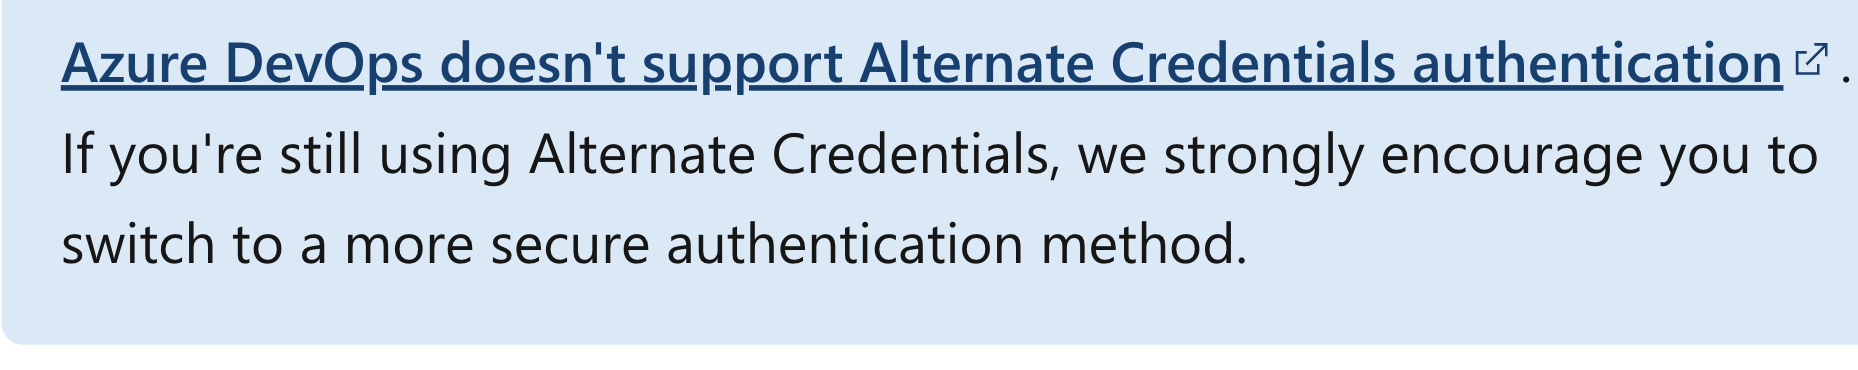 Azure DevOps doesn't support Alternate Credentials authentication .
If you're still using Alternate Credentials, we strongly encourage you to
switch to a more secure authentication method.